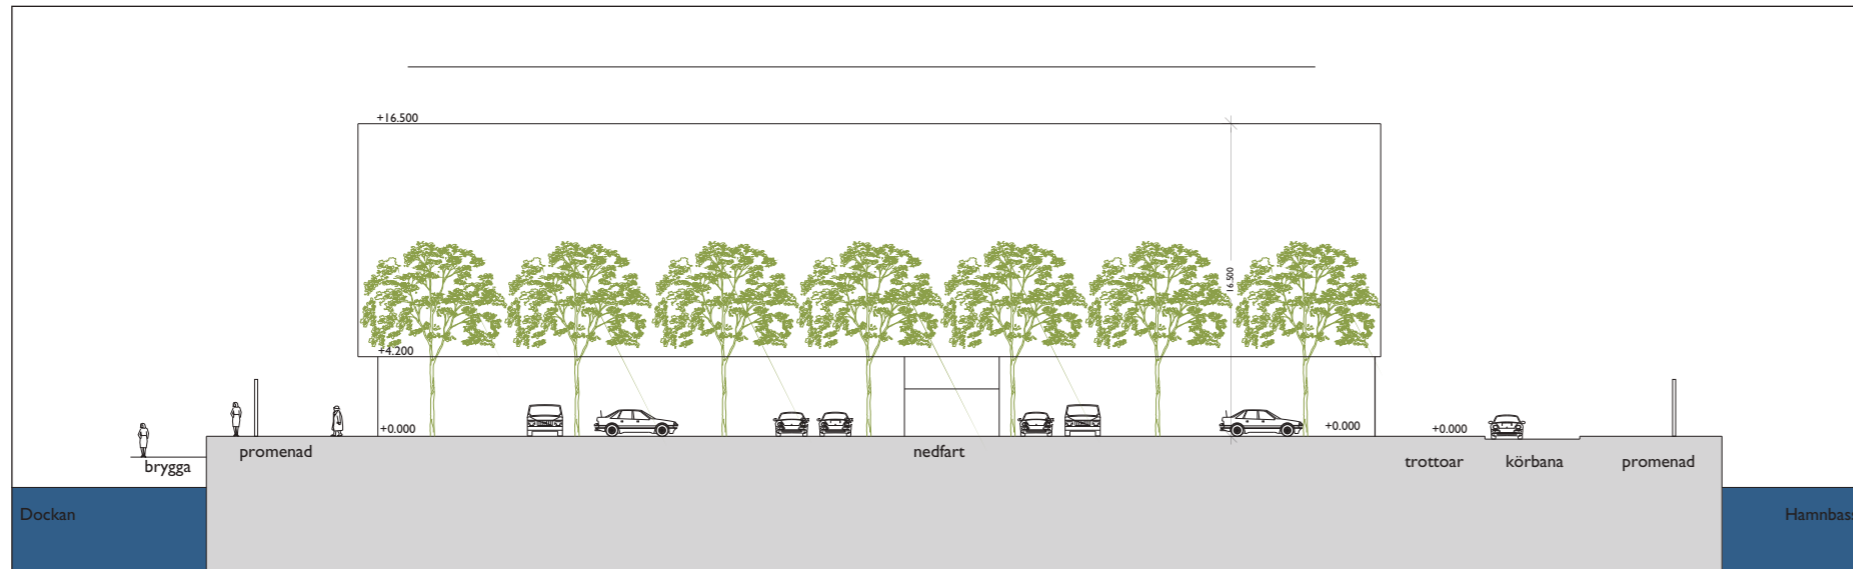 +16.500
16.500
+4.200
+0.000
+0.000
+0.000
brygga
promenad
nedfart
trottoar
körbana
promenad
Dockan
Hamnbass